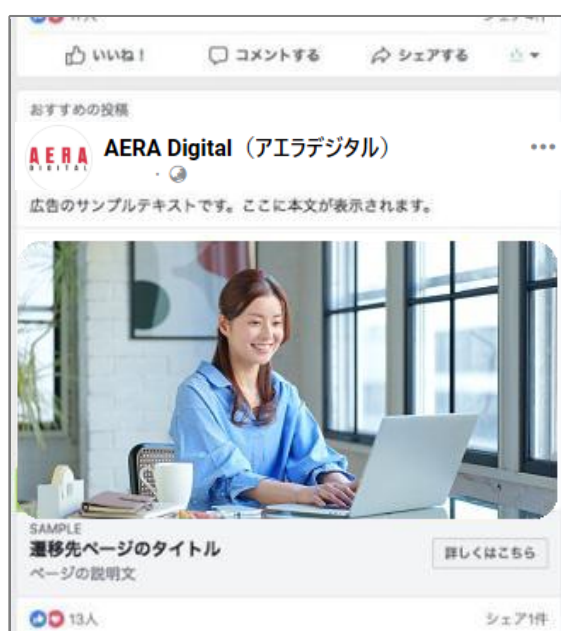 いいね！ コメントする シェアする
おすすめの投稿
AERA DIGITAL
AERA Digital（アエラデジタル）
広告のサンプルテキストです。ここに本文が表示されます。
SAMPLE
遷移先ページのタイトル
詳しくはこちら
ページの説明文
13人 シェア1件